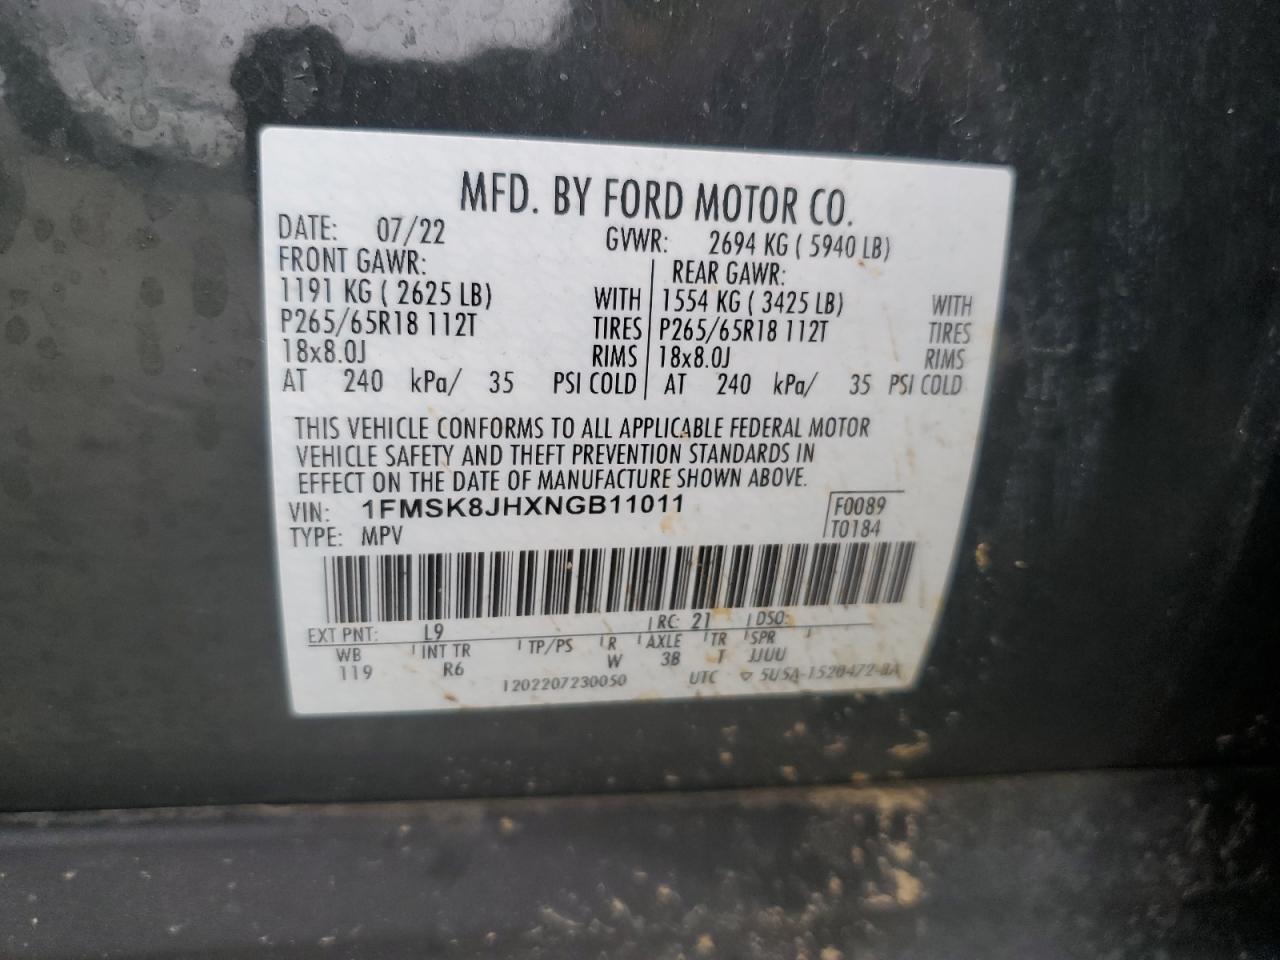 MFD. BY FORD MOTOR CO.
DATE: 07/22 GVWR: 2694 KG ( 5940 LB)
FRONT GAWR: REAR GAWR:
1191 KG ( 2625 LB) WITH 1554 KG ( 3425 LB) WITH
P265/65R18 112T TIRES P265/65R18 112T TIRES
18x8.0J RIMS 18x8.0J RIMS
AT 240 kPa/ 35 PSI COLD AT 240 kPa/ 35 PSI COLD
THIS VEHICLE CONFORMS TO ALL APPLICABLE FEDERAL MOTOR
VEHICLE SAFETY AND THEFT PREVENTION STANDARDS IN
EFFECT ON THE DATE OF MANUFACTURE SHOWN ABOVE.
VIN: 1FMSK8JHXNGB11011 F0089
TYPE: MPV T0184
EXT PNT: L9 RC: 21 DSO:
WB INT TR TP/PS R AXLE TR SPR
119 R6 W 3B T JJUU
1202207230050 UTC ▽ 5U5A-1520472-AA